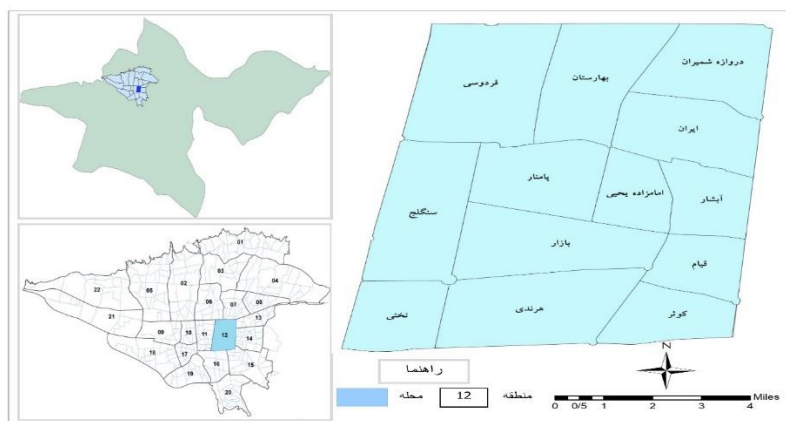 01
02
03
04
05
06
07
08
09
10
11
12
13
14
15
16
17
18
19
20
21
22
دروازه شمیران
بهارستان
فردوسی
ایران
پامنار
امامزاده یحیی
آبشار
سنگلج
بازار
قیام
تختی
هرندی
کوثر
N
راهنما
منطقه 12 محله
0 0/5 1 2 3 4 Miles